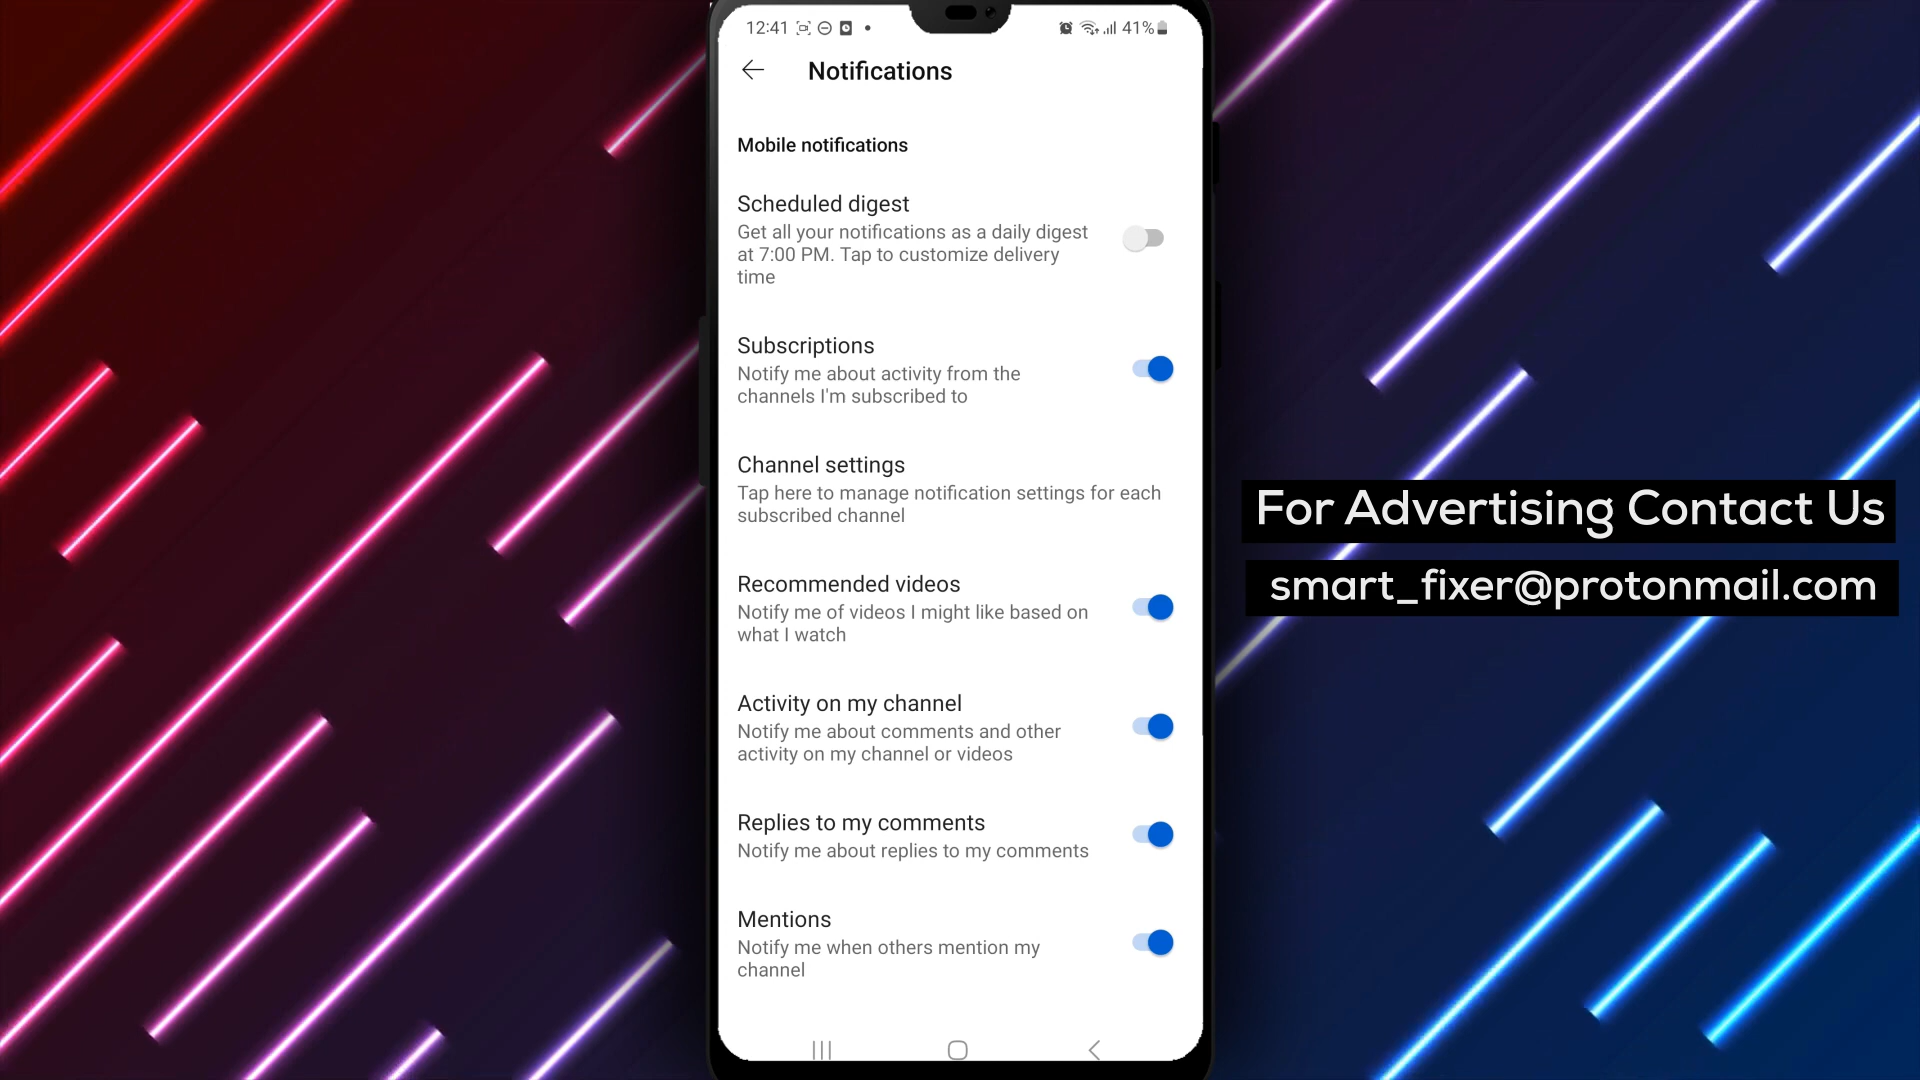 12:41
41%
Notifications
Mobile notifications
Scheduled digest
Get all your notifications as a daily digest
at 7:00 PM. Tap to customize delivery
time
Subscriptions
Notify me about activity from the
channels I'm subscribed to
Channel settings
Tap here to manage notification settings for each
subscribed channel
Recommended videos
Notify me of videos I might like based on
what I watch
Activity on my channel
Notify me about comments and other
activity on my channel or videos
Replies to my comments
Notify me about replies to my comments
Mentions
Notify me when others mention my
channel
For Advertising Contact Us
smart_fixer@protonmail.com